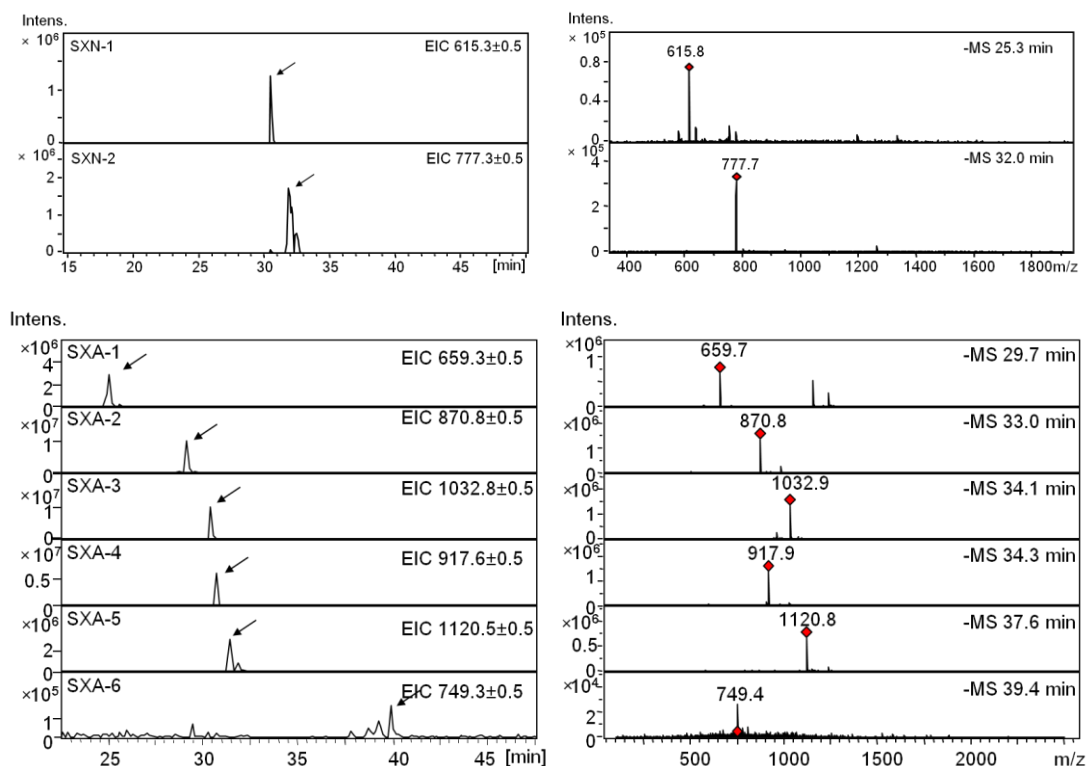 Intens.
× 10⁶
SXN-1
EIC 615.3±0.5
1
0
× 10⁶
SXN-2
EIC 777.3±0.5
2
1
0
15 20 25 30 35 40 45 [min]
Intens.
× 10⁵
615.8
-MS 25.3 min
0.8
0.4
0
× 10⁵
777.7
-MS 32.0 min
4
2
0
400 600 800 1000 1200 1400 1600 1800 m/z
Intens.
×10⁶
SXA-1
EIC 659.3±0.5
4
2
0
×10⁷
SXA-2
EIC 870.8±0.5
1
0
×10⁷
SXA-3
EIC 1032.8±0.5
1
0
×10⁷
SXA-4
EIC 917.6±0.5
0.5
0
×10⁶
SXA-5
EIC 1120.5±0.5
2
0
×10⁵
SXA-6
EIC 749.3±0.5
1
0
25 30 35 40 45 [min]
Intens.
×10⁶
659.7
-MS 29.7 min
1
0
×10⁶
870.8
-MS 33.0 min
1
0
×10⁶
1032.9
-MS 34.1 min
1
0
×10⁶
917.9
-MS 34.3 min
1
0
×10⁶
1120.8
-MS 37.6 min
0.5
0
×10⁴
749.4
-MS 39.4 min
2
0
500 1000 1500 2000 m/z